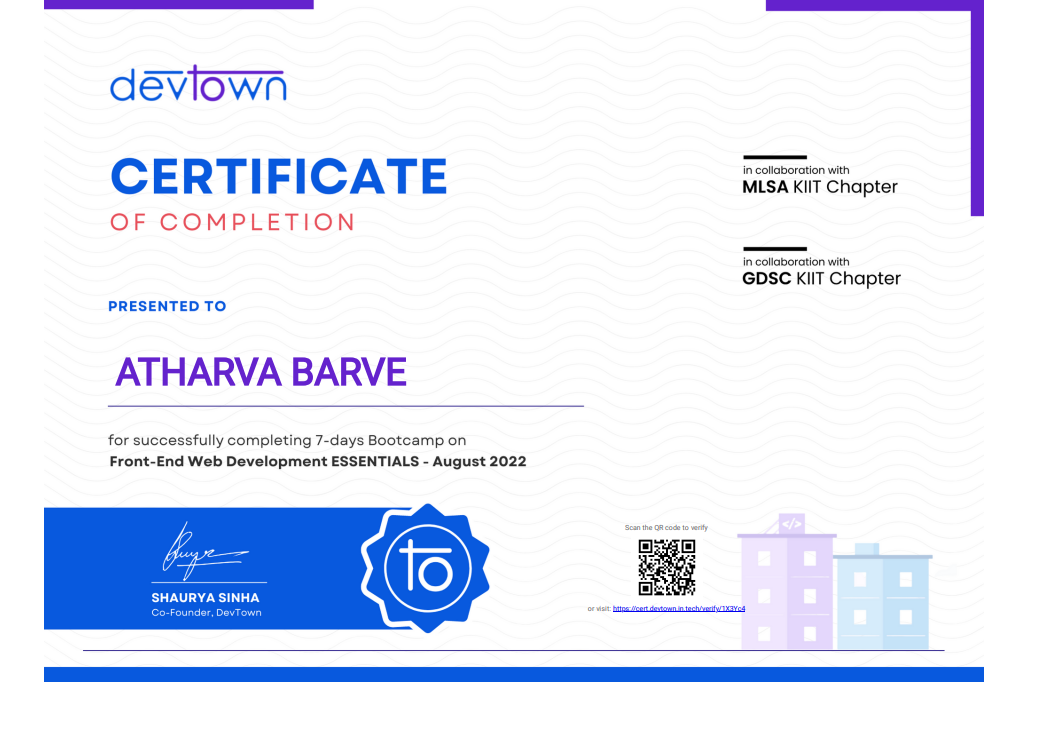 devtown
CERTIFICATE
OF COMPLETION
in collaboration with
MLSA KIIT Chapter
in collaboration with
GDSC KIIT Chapter
PRESENTED TO
ATHARVA BARVE
for successfully completing 7-days Bootcamp on
Front-End Web Development ESSENTIALS - August 2022
SHAURYA SINHA
Co-Founder, DevTown
to
Scan the QR code to verify
or visit: https://cert.devtown.in.tech/verify/1X3Yc4
</>